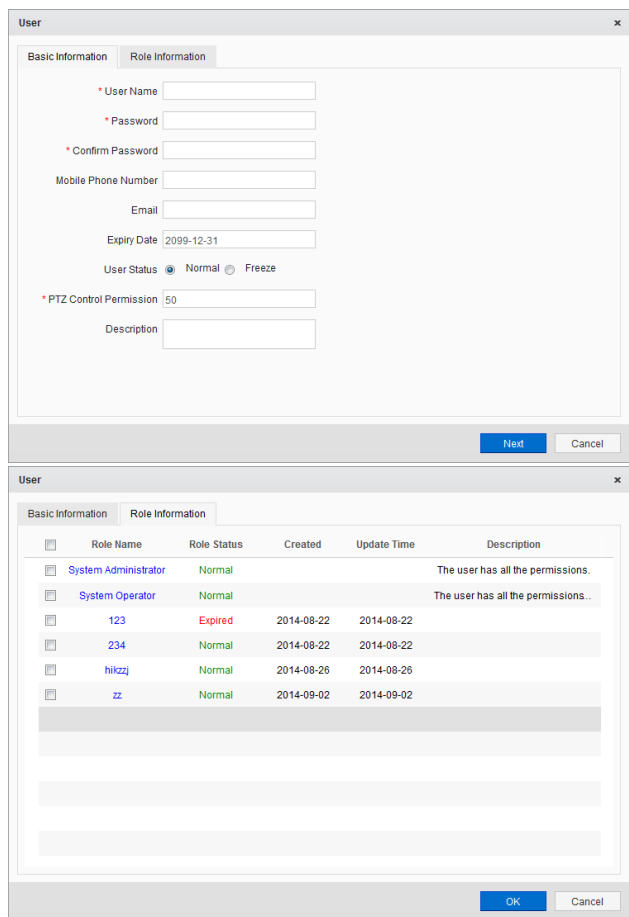 User ×
Basic Information Role Information
* User Name
* Password
* Confirm Password
Mobile Phone Number
Email
Expiry Date 2099-12-31
User Status Normal Freeze
* PTZ Control Permission 50
Description
Next Cancel
User ×
Basic Information Role Information
Role Name Role Status Created Update Time Description
System Administrator Normal The user has all the permissions.
System Operator Normal The user has all the permissions...
123 Expired 2014-08-22 2014-08-22
234 Normal 2014-08-22 2014-08-22
hikzzj Normal 2014-08-26 2014-08-26
zz Normal 2014-09-02 2014-09-02
OK Cancel